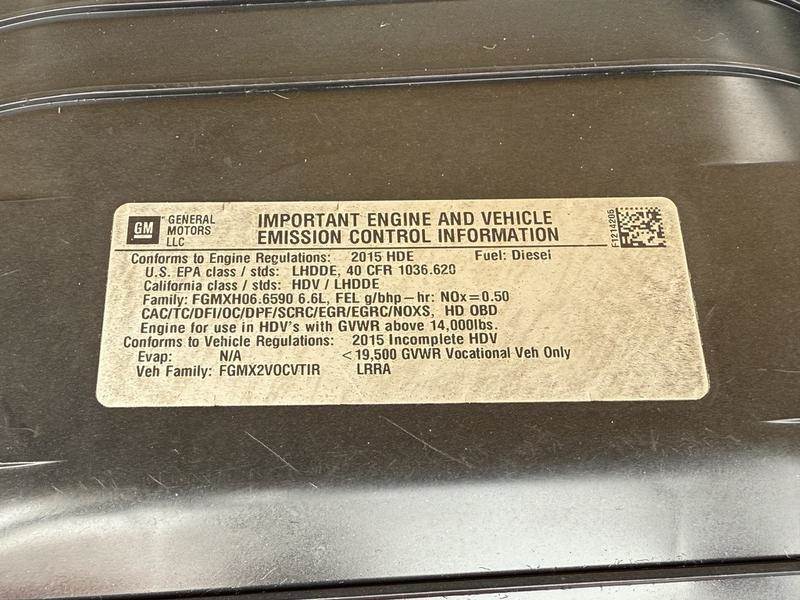 GM GENERAL MOTORS LLC
IMPORTANT ENGINE AND VEHICLE
EMISSION CONTROL INFORMATION
F1214205
Conforms to Engine Regulations: 2015 HDE Fuel: Diesel
U.S. EPA class / stds: LHDDE, 40 CFR 1036.620
California class / stds: HDV / LHDDE
Family: FGMXH06.6590 6.6L, FEL g/bhp-hr: NOx=0.50
CAC/TC/DFI/OC/DPF/SCRC/EGR/EGRC/NOXS, HD OBD
Engine for use in HDV's with GVWR above 14,000lbs.
Conforms to Vehicle Regulations: 2015 Incomplete HDV
Evap: N/A <19,500 GVWR Vocational Veh Only
Veh Family: FGMX2VOCVTIR LRRA